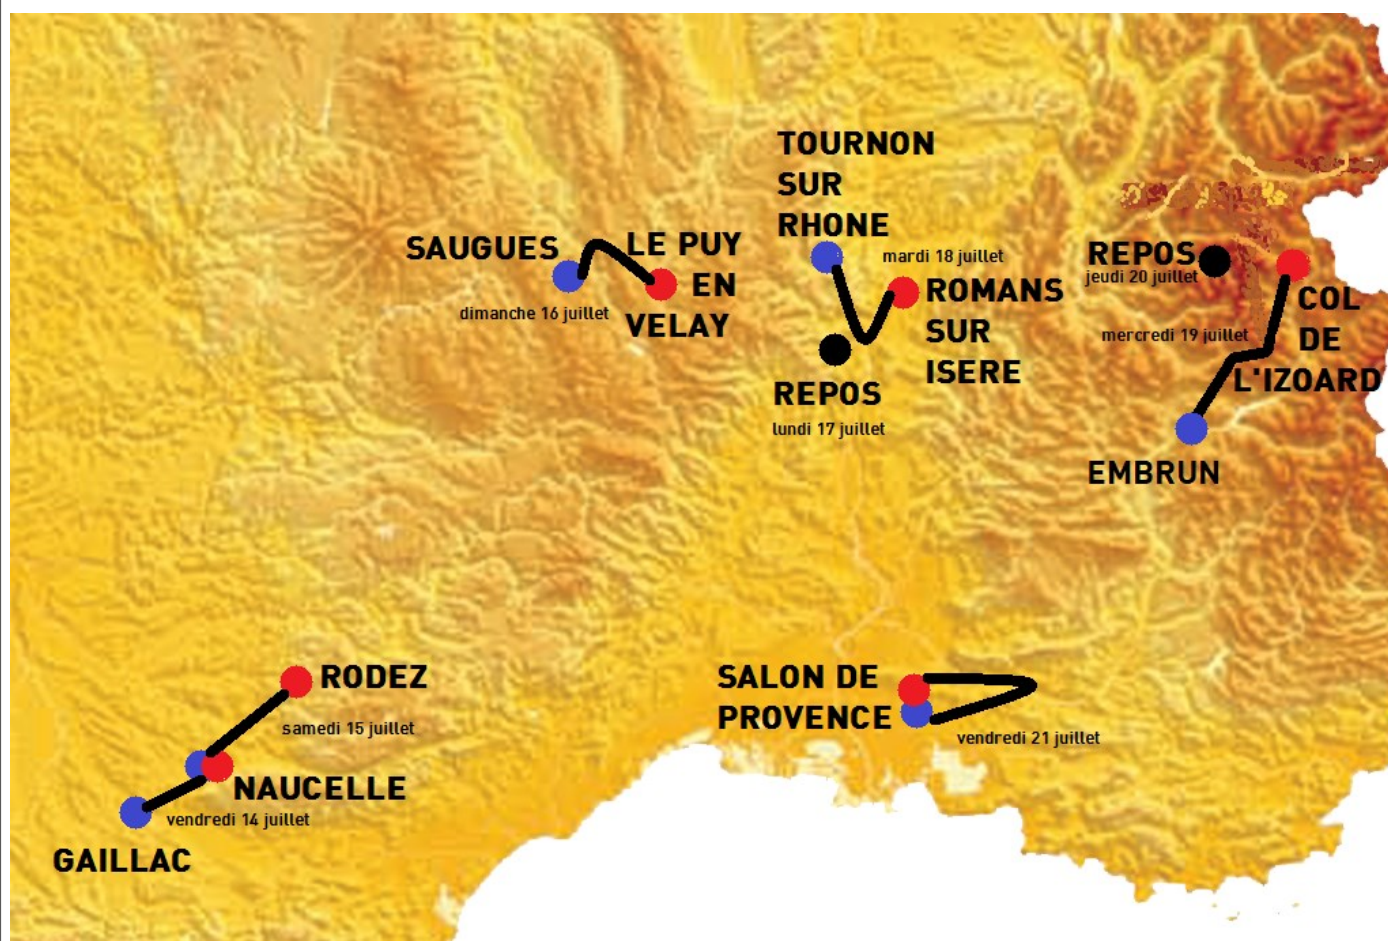 TOURNON
SUR
RHONE
mardi 18 juillet
ROMANS
SUR
ISERE
SAUGUES
LE PUY
EN
VELAY
dimanche 16 juillet
REPOS
lundi 17 juillet
REPOS
jeudi 20 juillet
COL
DE
L'IZOARD
mercredi 19 juillet
EMBRUN
RODEZ
samedi 15 juillet
NAUCELLE
vendredi 14 juillet
GAILLAC
SALON DE
PROVENCE
vendredi 21 juillet